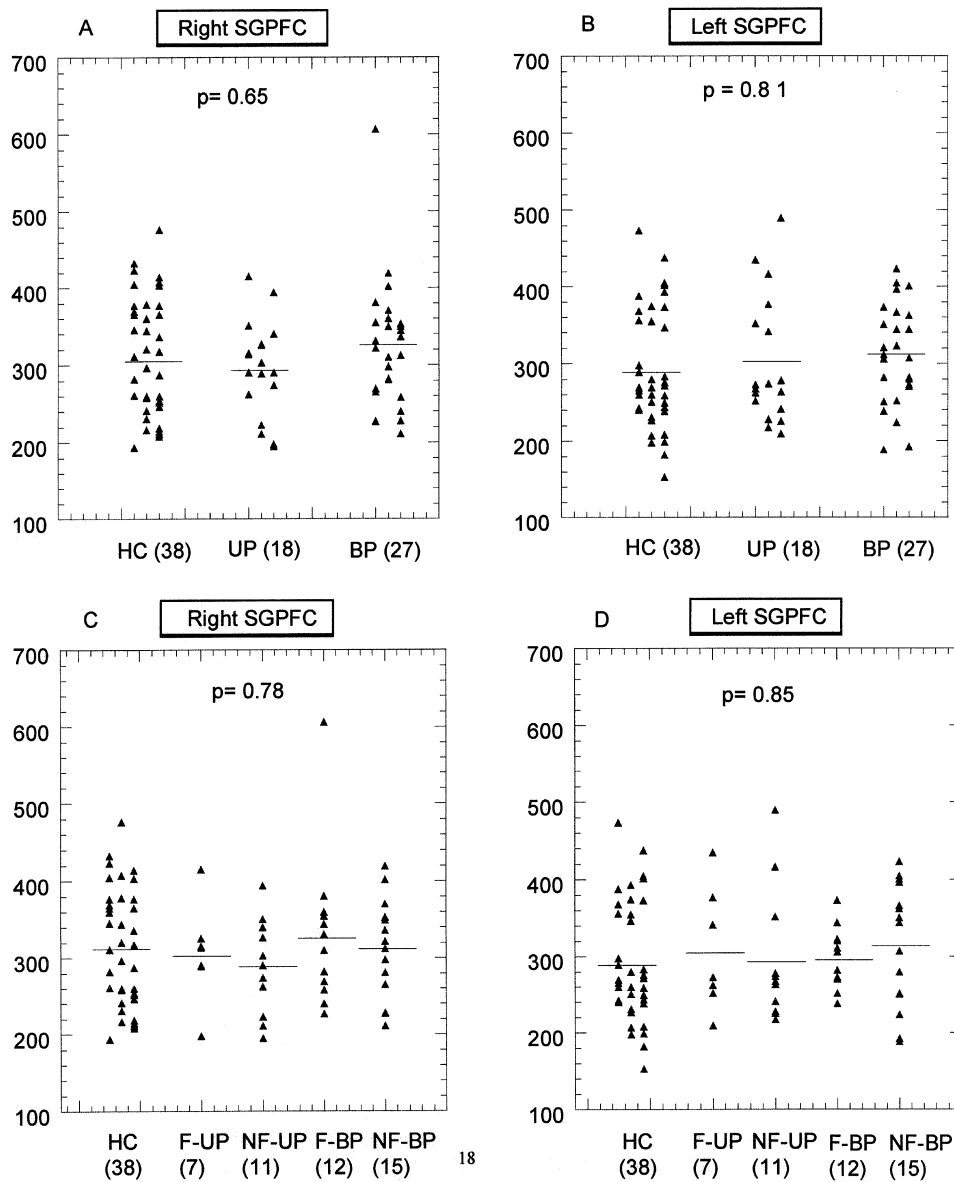 A Right SGPFC
p= 0.65
700
600
500
400
300
200
100
HC (38) UP (18) BP (27)
B Left SGPFC
p = 0.8 1
700
600
500
400
300
200
100
HC (38) UP (18) BP (27)
C Right SGPFC
p= 0.78
700
600
500
400
300
200
100
HC F-UP NF-UP F-BP NF-BP
(38) (7) (11) (12) (15)
D Left SGPFC
p= 0.85
700
600
500
400
300
200
100
HC F-UP NF-UP F-BP NF-BP
(38) (7) (11) (12) (15)
18